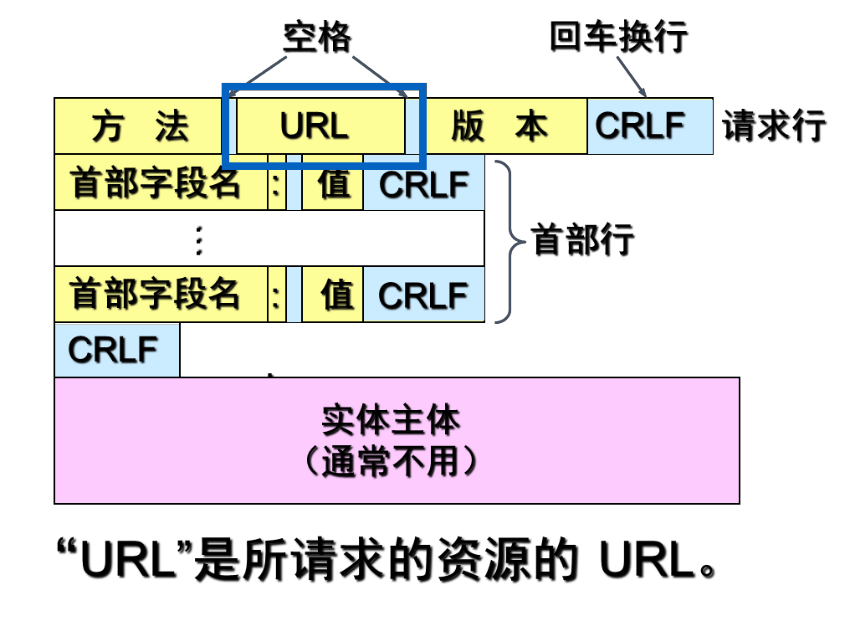 空格 回车换行
方 法 URL 版 本 CRLF 请求行
首部字段名 : 值 CRLF
⋮ 首部行
首部字段名 : 值 CRLF
CRLF
实体主体
（通常不用）
“URL”是所请求的资源的 URL。